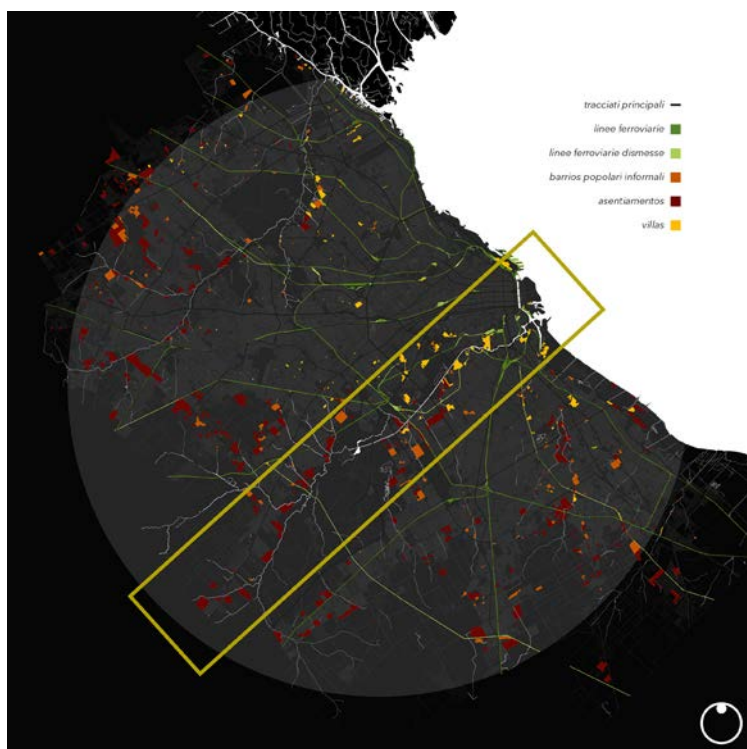 tracciati principali
linee ferroviarie
linee ferroviarie dismesse
barrios popolari informali
asentiamentos
villas